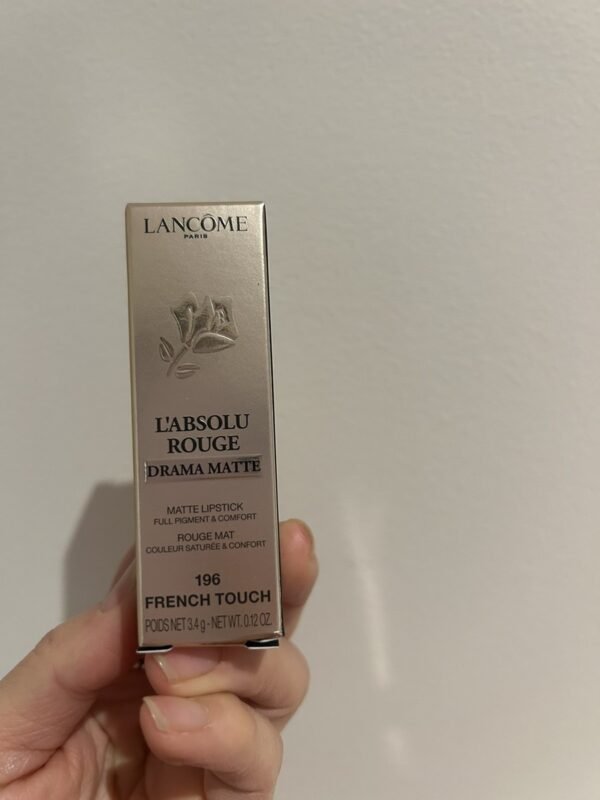 LANCÔME
PARIS
L'ABSOLU
ROUGE
DRAMA MATTE
MATTE LIPSTICK
FULL PIGMENT & COMFORT
ROUGE MAT
COULEUR SATURÉE & CONFORT
196
FRENCH TOUCH
POIDS NET 3.4 g - NET WT. 0.12 OZ.